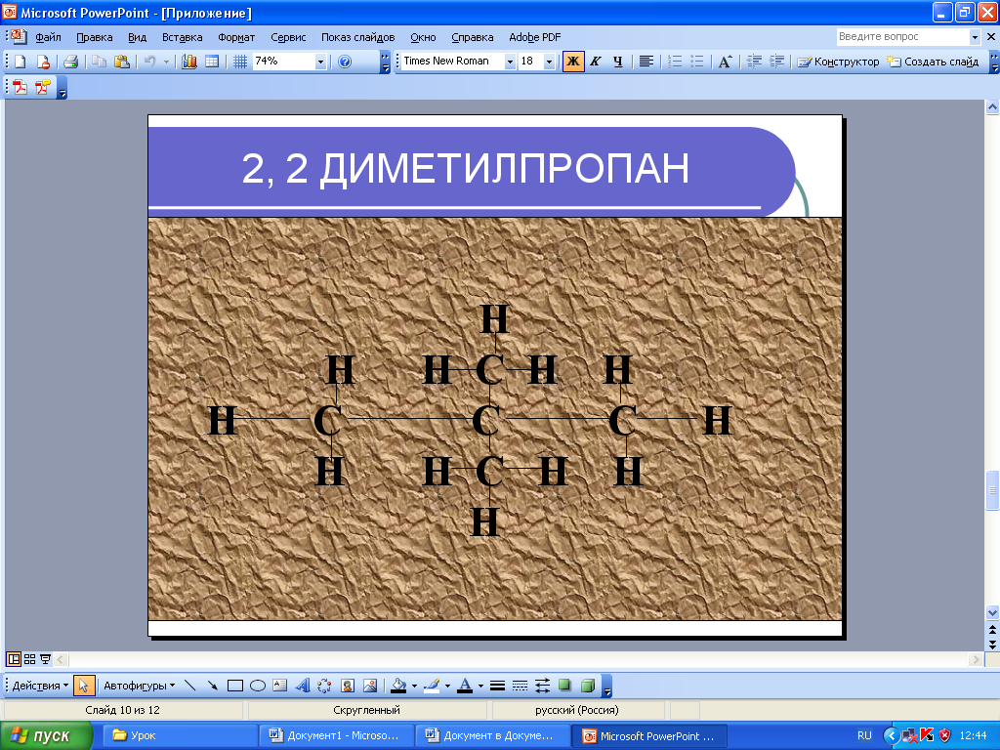 Microsoft PowerPoint - [Приложение]
Файл Правка Вид Вставка Формат Сервис Показ слайдов Окно Справка Adobe PDF Введите вопрос
74% Times New Roman 18 Ж К Ч Конструктор Создать слайд
2, 2 ДИМЕТИЛПРОПАН
H
H H C H H
H C C C H
H H C H H
H
Действия Автофигуры
Слайд 10 из 12 Скругленный русский (Россия)
пуск Урок Документ1 - Microso... Документ в Докуме... Microsoft PowerPoint ... RU 12:44